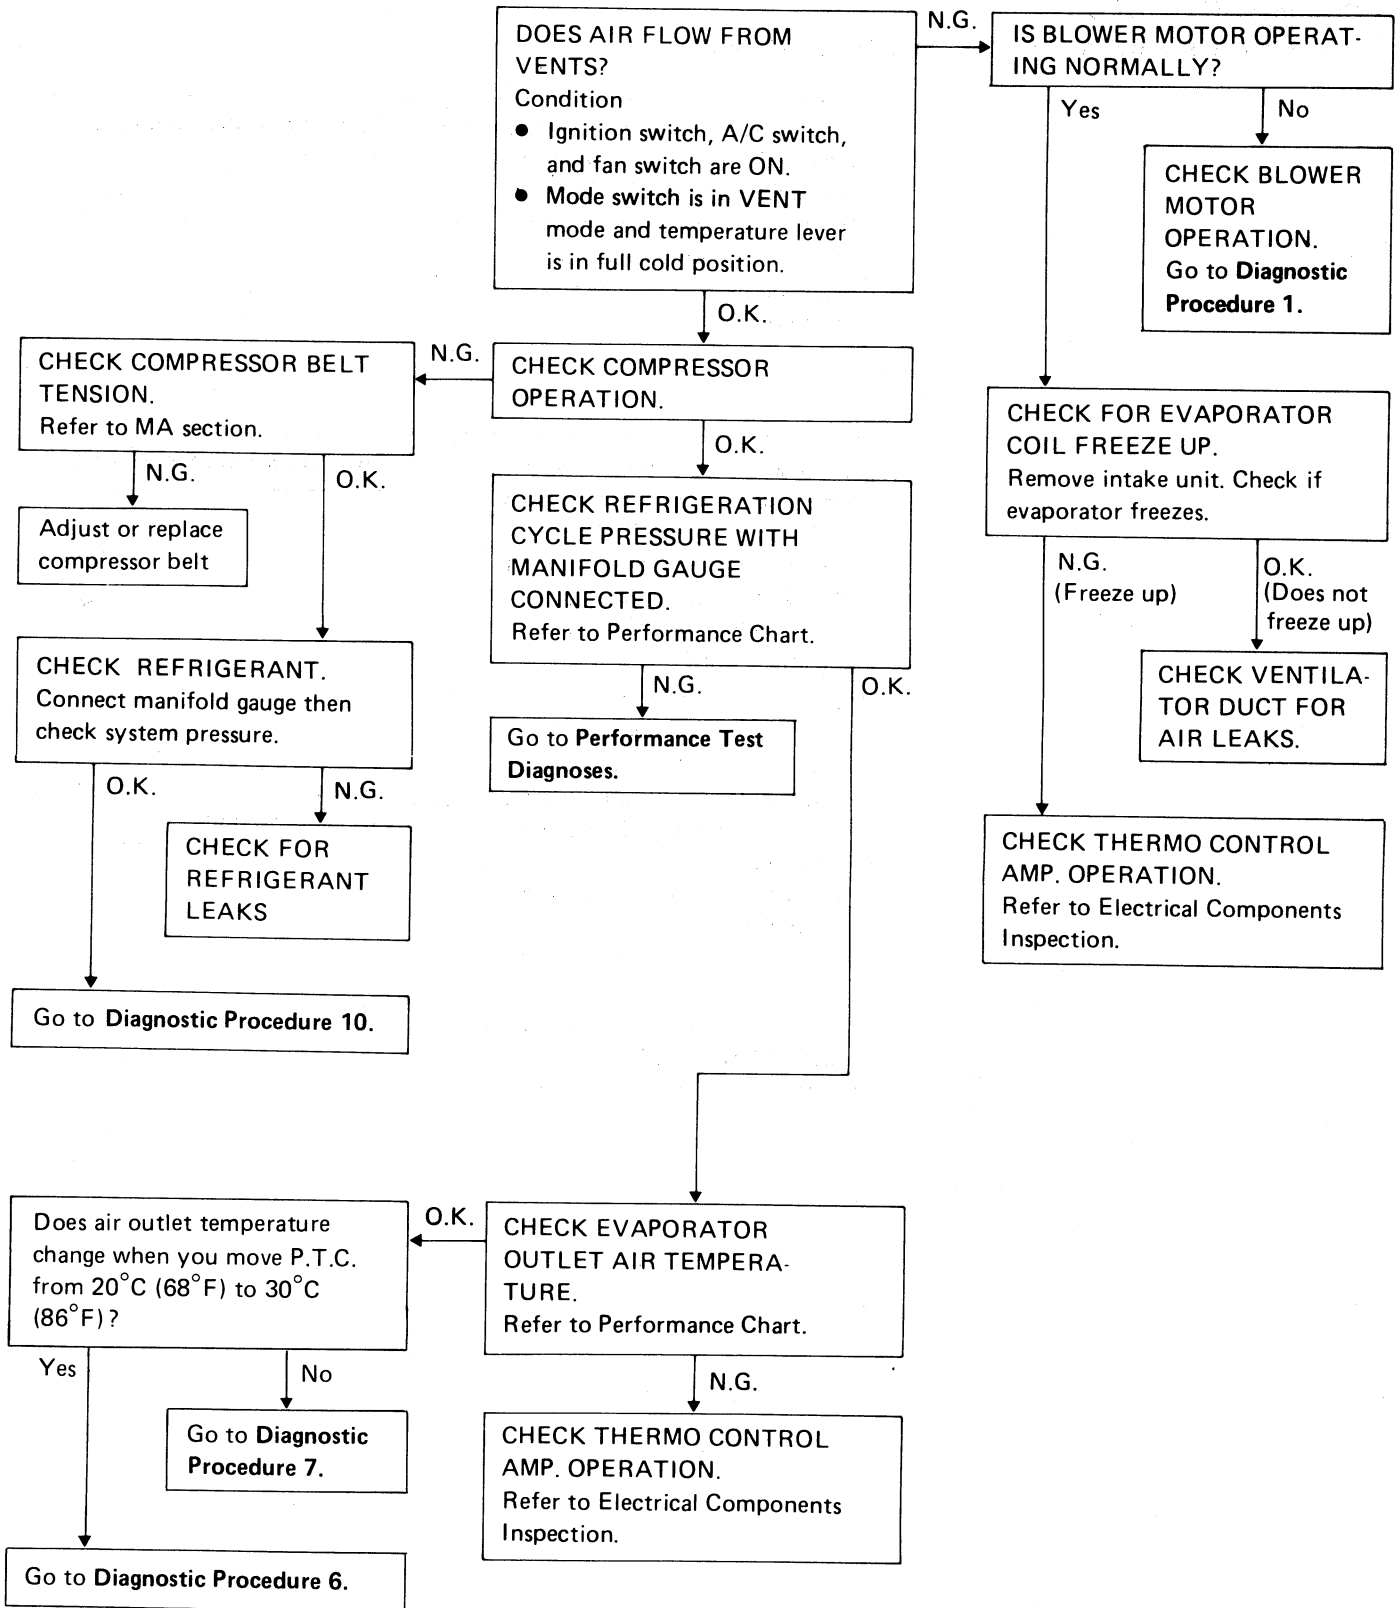 DOES AIR FLOW FROM
VENTS?
Condition
● Ignition switch, A/C switch,
and fan switch are ON.
● Mode switch is in VENT
mode and temperature lever
is in full cold position.
N.G.
IS BLOWER MOTOR OPERAT-
ING NORMALLY?
Yes
No
CHECK BLOWER
MOTOR
OPERATION.
Go to Diagnostic
Procedure 1.
O.K.
CHECK COMPRESSOR
OPERATION.
N.G.
CHECK COMPRESSOR BELT
TENSION.
Refer to MA section.
N.G.
O.K.
Adjust or replace
compressor belt
CHECK REFRIGERANT.
Connect manifold gauge then
check system pressure.
O.K.
N.G.
CHECK FOR
REFRIGERANT
LEAKS
Go to Diagnostic Procedure 10.
O.K.
CHECK REFRIGERATION
CYCLE PRESSURE WITH
MANIFOLD GAUGE
CONNECTED.
Refer to Performance Chart.
N.G.
O.K.
Go to Performance Test
Diagnoses.
CHECK FOR EVAPORATOR
COIL FREEZE UP.
Remove intake unit. Check if
evaporator freezes.
N.G.
(Freeze up)
O.K.
(Does not
freeze up)
CHECK VENTILA-
TOR DUCT FOR
AIR LEAKS.
CHECK THERMO CONTROL
AMP. OPERATION.
Refer to Electrical Components
Inspection.
CHECK EVAPORATOR
OUTLET AIR TEMPERA-
TURE.
Refer to Performance Chart.
O.K.
Does air outlet temperature
change when you move P.T.C.
from 20°C (68°F) to 30°C
(86°F)?
Yes
No
Go to Diagnostic
Procedure 7.
Go to Diagnostic Procedure 6.
N.G.
CHECK THERMO CONTROL
AMP. OPERATION.
Refer to Electrical Components
Inspection.